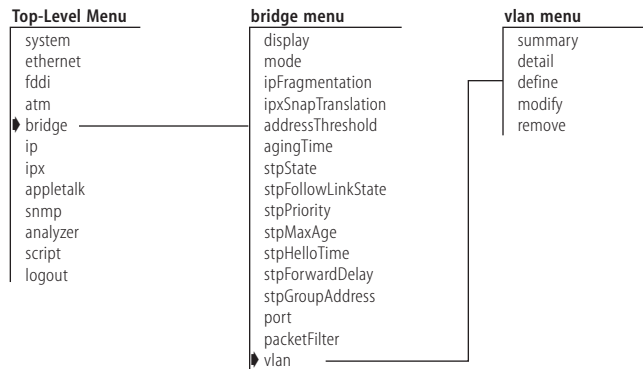 Top-Level Menu
system
ethernet
fddi
atm
bridge
ip
ipx
appletalk
snmp
analyzer
script
logout
bridge menu
display
mode
ipFragmentation
ipxSnapTranslation
addressThreshold
agingTime
stpState
stpFollowLinkState
stpPriority
stpMaxAge
stpHelloTime
stpForwardDelay
stpGroupAddress
port
packetFilter
vlan
vlan menu
summary
detail
define
modify
remove